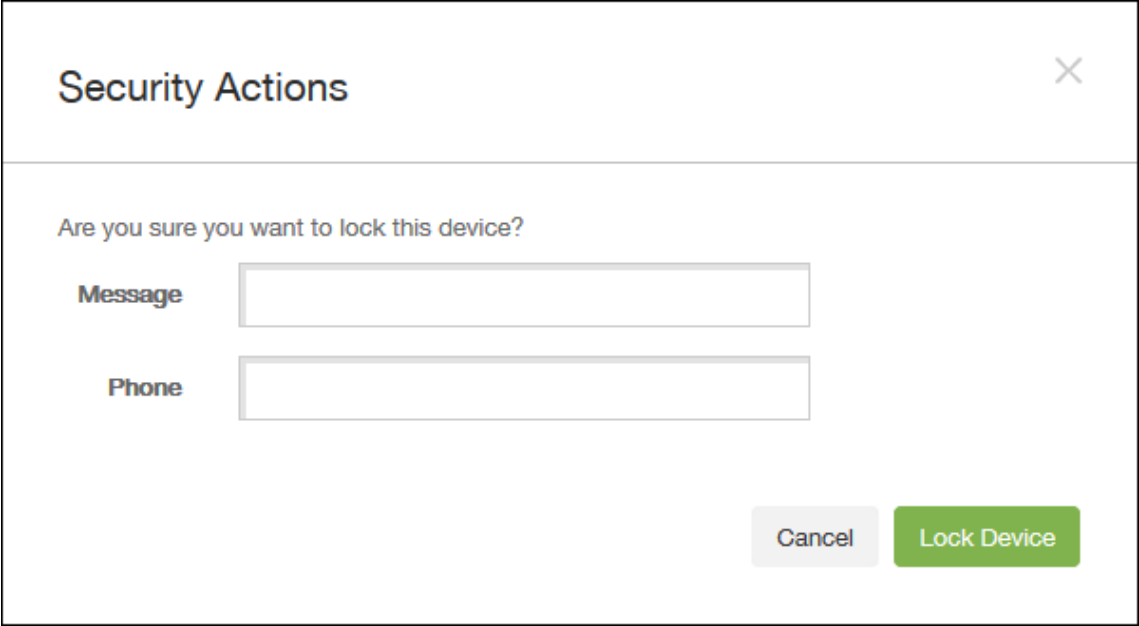 Security Actions
Are you sure you want to lock this device?
Message
Phone
Cancel
Lock Device